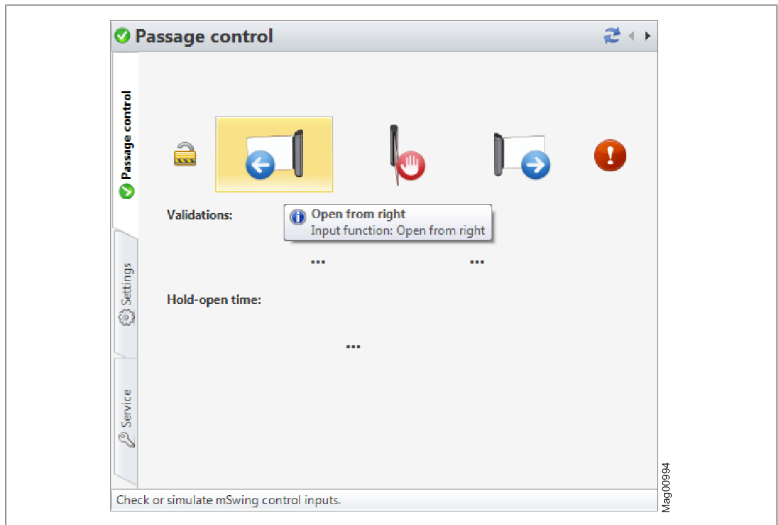 Passage control
Passage control
Settings
Service
Validations:
Open from right
Input function: Open from right
...
...
Hold-open time:
...
Check or simulate mSwing control inputs.
Mag00994